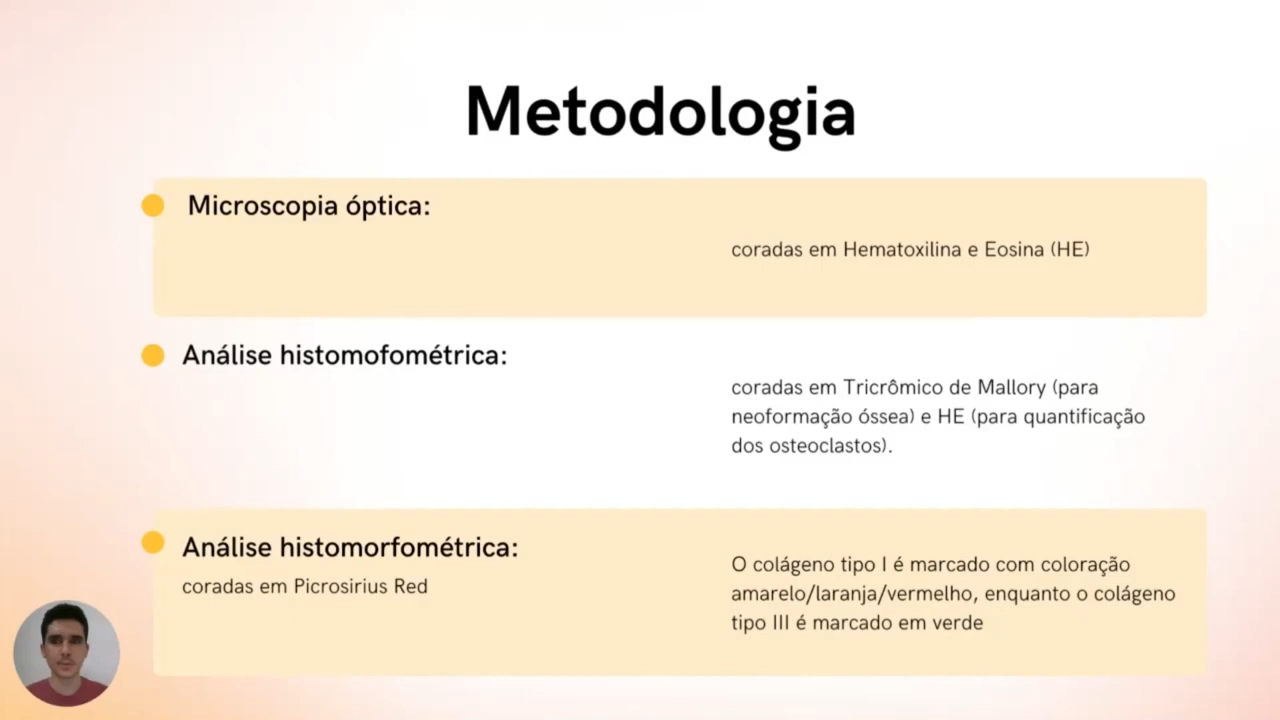 Metodologia
Microscopia óptica:
coradas em Hematoxilina e Eosina (HE)
Análise histomofométrica:
coradas em Tricrômico de Mallory (para
neoformação óssea) e HE (para quantificação
dos osteoclastos).
Análise histomorfométrica:
coradas em Picrosirius Red
O colágeno tipo I é marcado com coloração
amarelo/laranja/vermelho, enquanto o colágeno
tipo III é marcado em verde